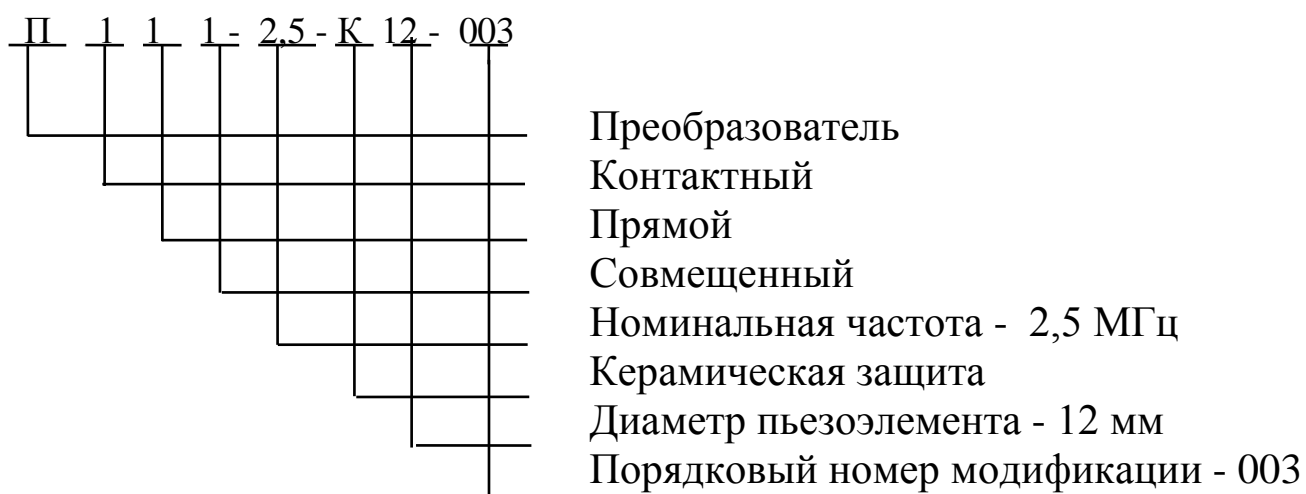 П 1 1 1 - 2,5 - К 12 - 003
Преобразователь
Контактный
Прямой
Совмещенный
Номинальная частота - 2,5 МГц
Керамическая защита
Диаметр пьезоэлемента - 12 мм
Порядковый номер модификации - 003